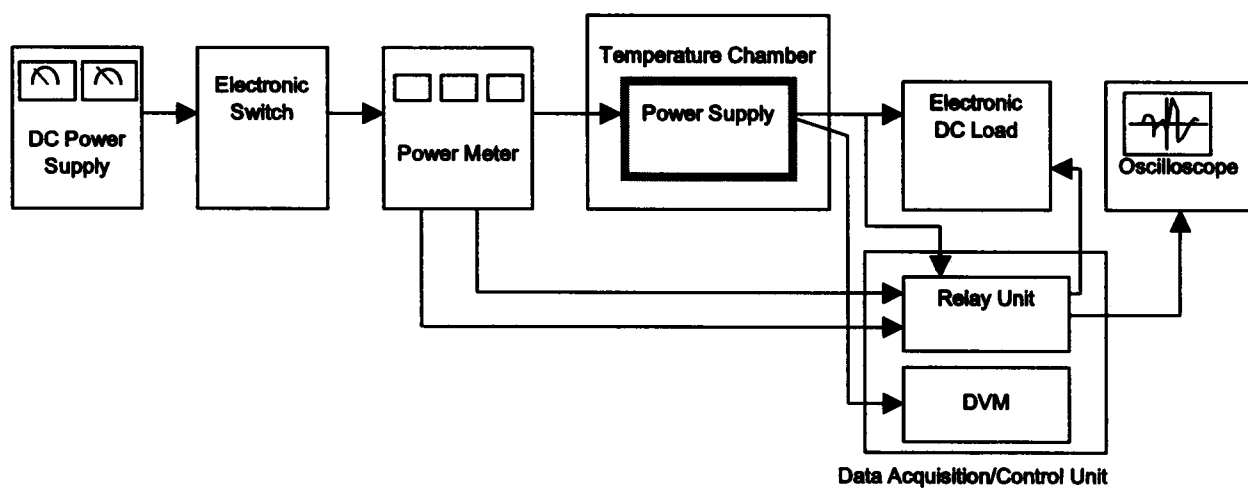 DC Power
Supply
Electronic
Switch
Power Meter
Temperature Chamber
Power Supply
Electronic
DC Load
Oscilloscope
Relay Unit
DVM
Data Acquisition/Control Unit